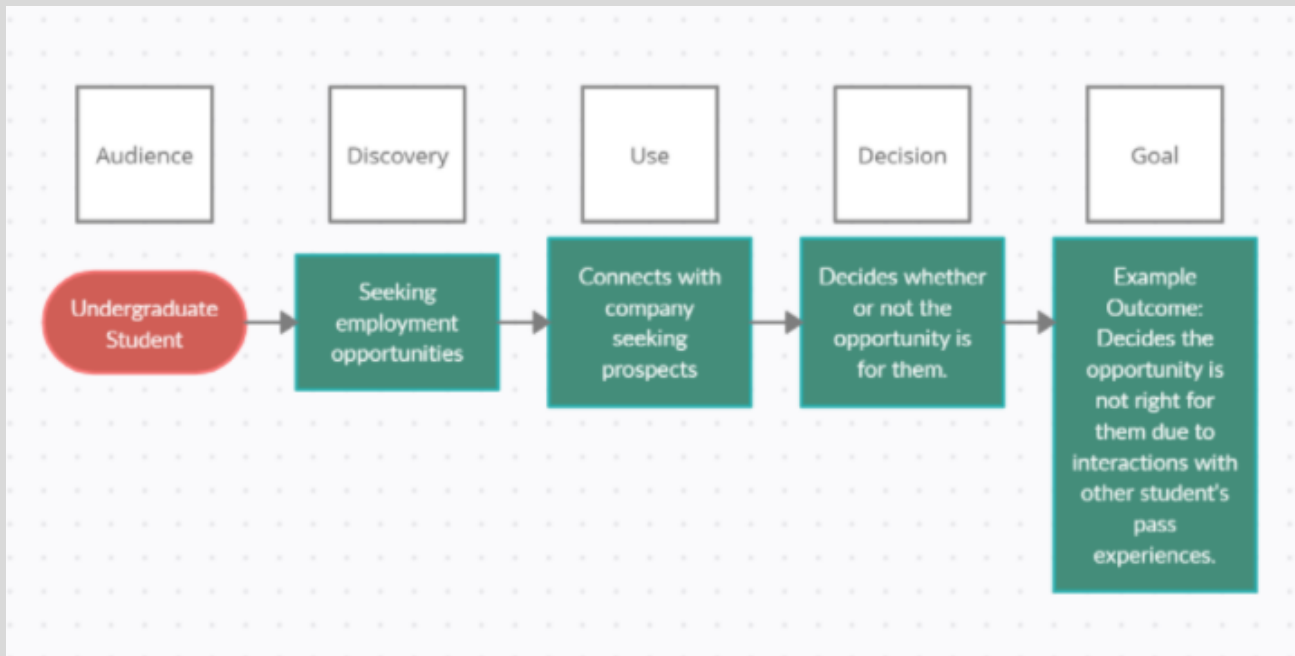 Audience
Discovery
Use
Decision
Goal
Undergraduate
Student
Seeking
employment
opportunities
Connects with
company
seeking
prospects
Decides whether
or not the
opportunity is
for them.
Example
Outcome:
Decides the
opportunity is
not right for
them due to
interactions with
other student's
pass
experiences.